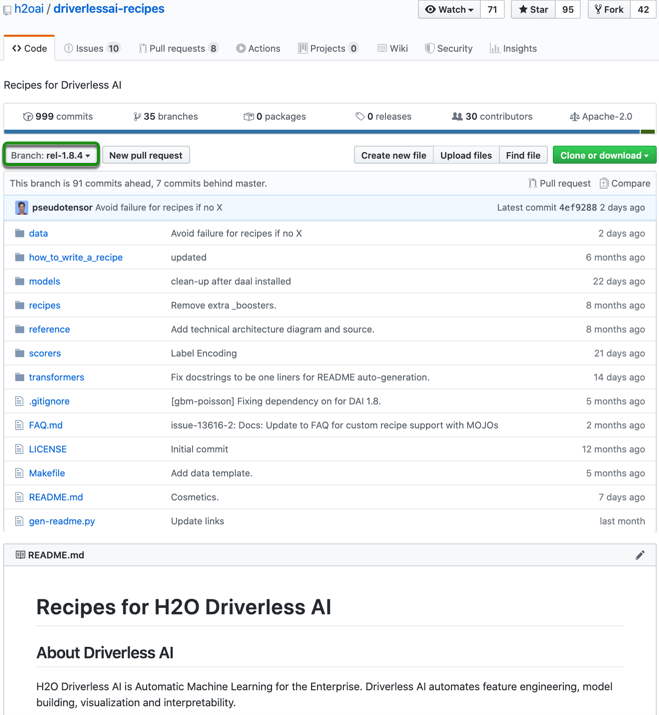 h2oai / driverlessai-recipes
Watch 71 Star 95 Fork 42
Code Issues 10 Pull requests 8 Actions Projects 0 Wiki Security Insights
Recipes for Driverless AI
999 commits 35 branches 0 packages 0 releases 30 contributors Apache-2.0
Branch: rel-1.8.4 New pull request Create new file Upload files Find file Clone or download
This branch is 91 commits ahead, 7 commits behind master. Pull request Compare
pseudotensor Avoid failure for recipes if no X Latest commit 4ef9288 2 days ago
data Avoid failure for recipes if no X 2 days ago
how_to_write_a_recipe updated 6 months ago
models clean-up after daal installed 22 days ago
recipes Remove extra _boosters. 8 months ago
reference Add technical architecture diagram and source. 8 months ago
scorers Label Encoding 21 days ago
transformers Fix docstrings to be one liners for README auto-generation. 14 days ago
.gitignore [gbm-poisson] Fixing dependency on for DAI 1.8. 5 months ago
FAQ.md issue-13616-2: Docs: Update to FAQ for custom recipe support with MOJOs 2 months ago
LICENSE Initial commit 12 months ago
Makefile Add data template. 5 months ago
README.md Cosmetics. 7 days ago
gen-readme.py Update links last month
README.md
Recipes for H2O Driverless AI
About Driverless AI
H2O Driverless AI is Automatic Machine Learning for the Enterprise. Driverless AI automates feature engineering, model
building, visualization and interpretability.